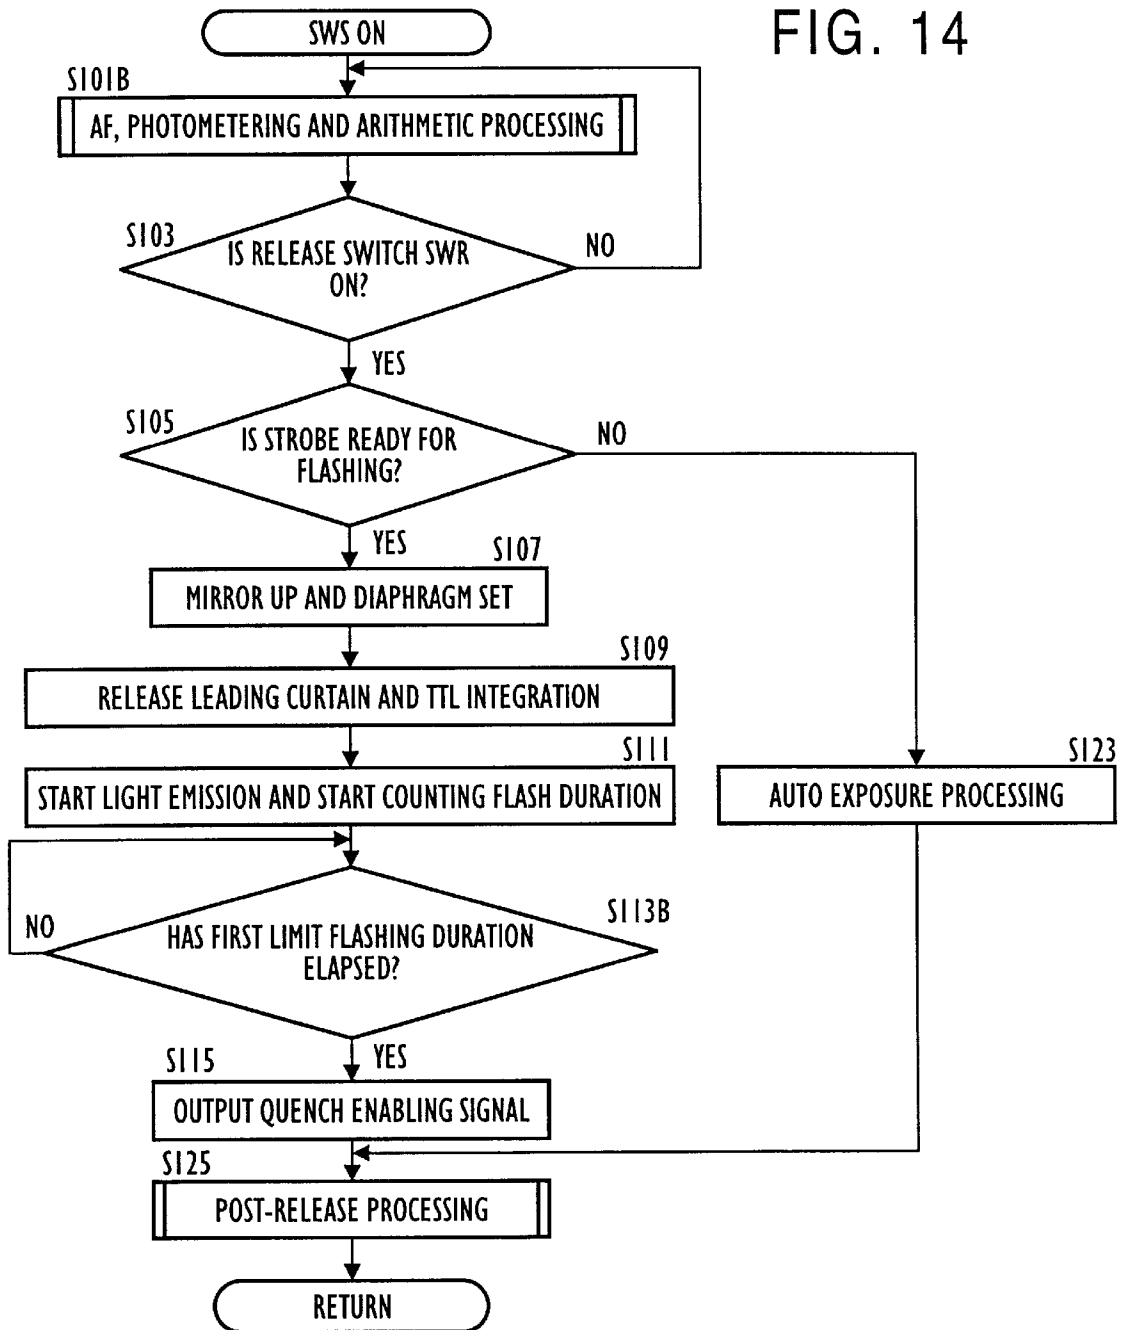 FIG. 14
SWS ON
S101B
AF, PHOTOMETERING AND ARITHMETIC PROCESSING
S103
IS RELEASE SWITCH SWR
ON?
NO
YES
S105
IS STROBE READY FOR
FLASHING?
NO
YES
S107
MIRROR UP AND DIAPHRAGM SET
S109
RELEASE LEADING CURTAIN AND TTL INTEGRATION
S111
START LIGHT EMISSION AND START COUNTING FLASH DURATION
S123
AUTO EXPOSURE PROCESSING
S113B
HAS FIRST LIMIT FLASHING DURATION
ELAPSED?
NO
YES
S115
OUTPUT QUENCH ENABLING SIGNAL
S125
POST-RELEASE PROCESSING
RETURN